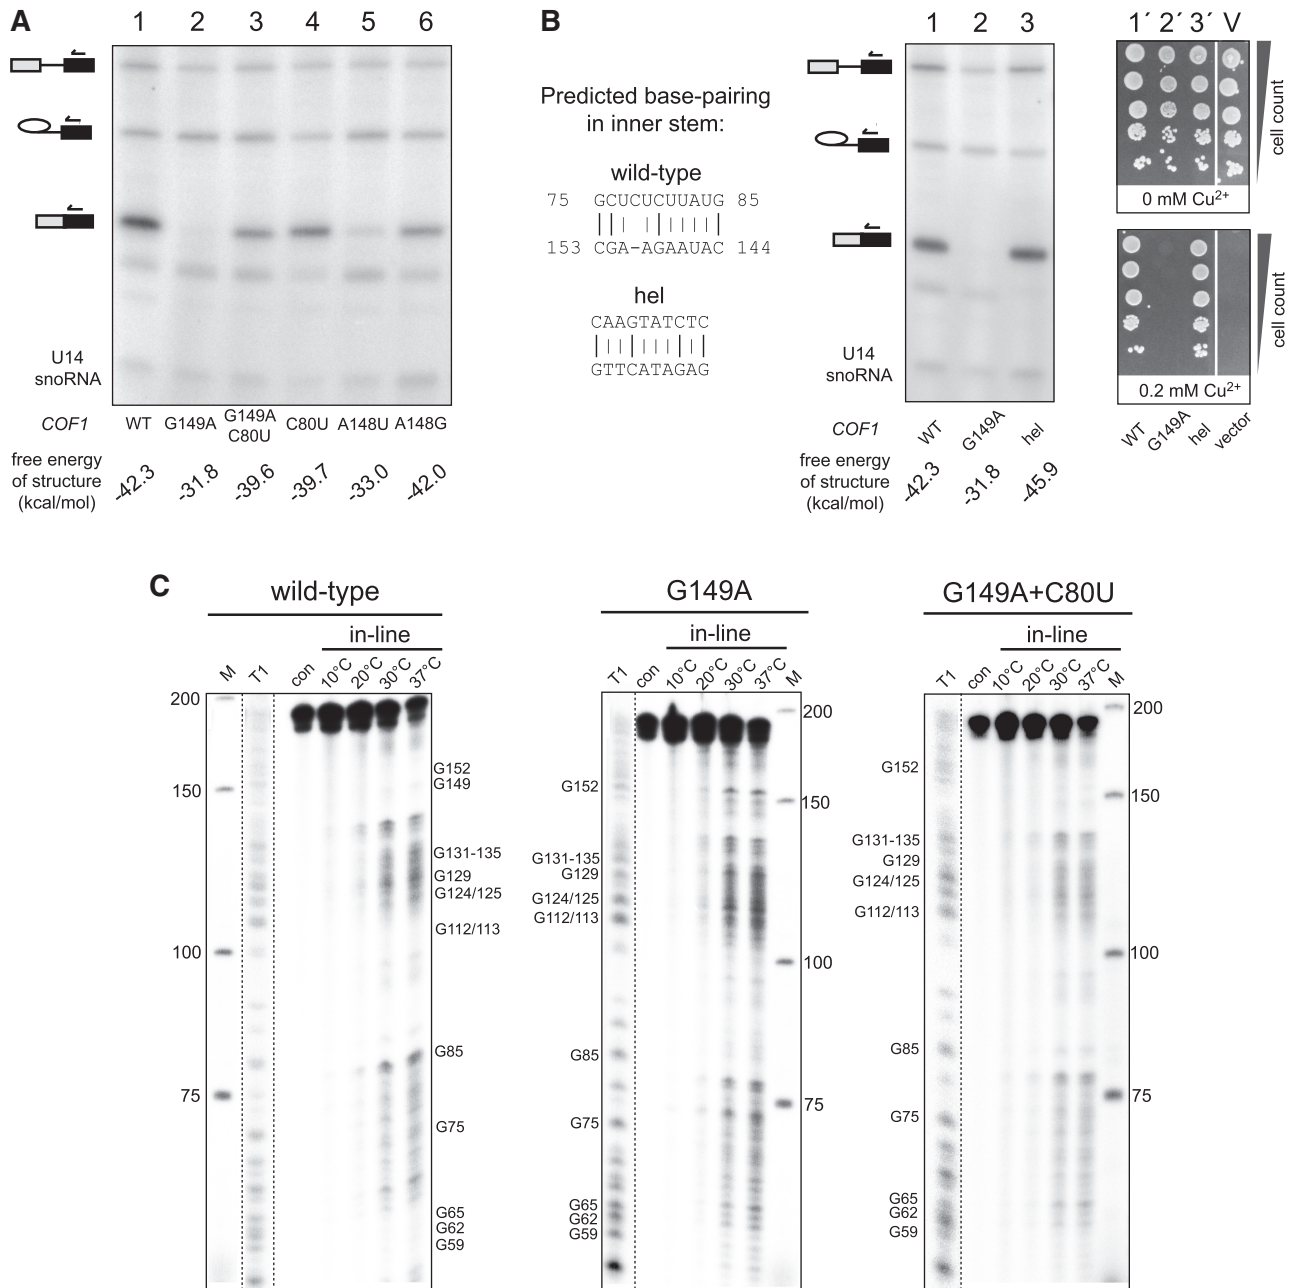 A
1 2 3 4 5 6
U14
snoRNA
COF1 WT G149A G149A C80U C80U A148U A148G
free energy
of structure
(kcal/mol)
-42.3 -31.8 -39.6 -39.7 -33.0 -42.0
B
Predicted base-pairing
in inner stem:
wild-type
75 GCUCUCUUAUG 85
153 CGA-AGAAUAC 144
hel
CAAGTATCTC
GTTCATAGAG
1 2 3
U14
snoRNA
COF1 WT G149A hel
free energy
of structure
(kcal/mol)
-42.3 -31.8 -45.9
1´ 2´ 3´ V
cell count
0 mM Cu²⁺
cell count
0.2 mM Cu²⁺
WT G149A hel vector
C
wild-type
in-line
M T1 con 10°C 20°C 30°C 37°C
200
150
100
75
G152
G149
G131-135
G129
G124/125
G112/113
G85
G75
G65
G62
G59
G149A
in-line
T1 con 10°C 20°C 30°C 37°C M
G152
G131-135
G129
G124/125
G112/113
G85
G75
G65
G62
G59
200
150
100
75
G149A+C80U
in-line
T1 con 10°C 20°C 30°C 37°C M
G152
G131-135
G129
G124/125
G112/113
G85
G75
G65
G62
G59
200
150
100
75